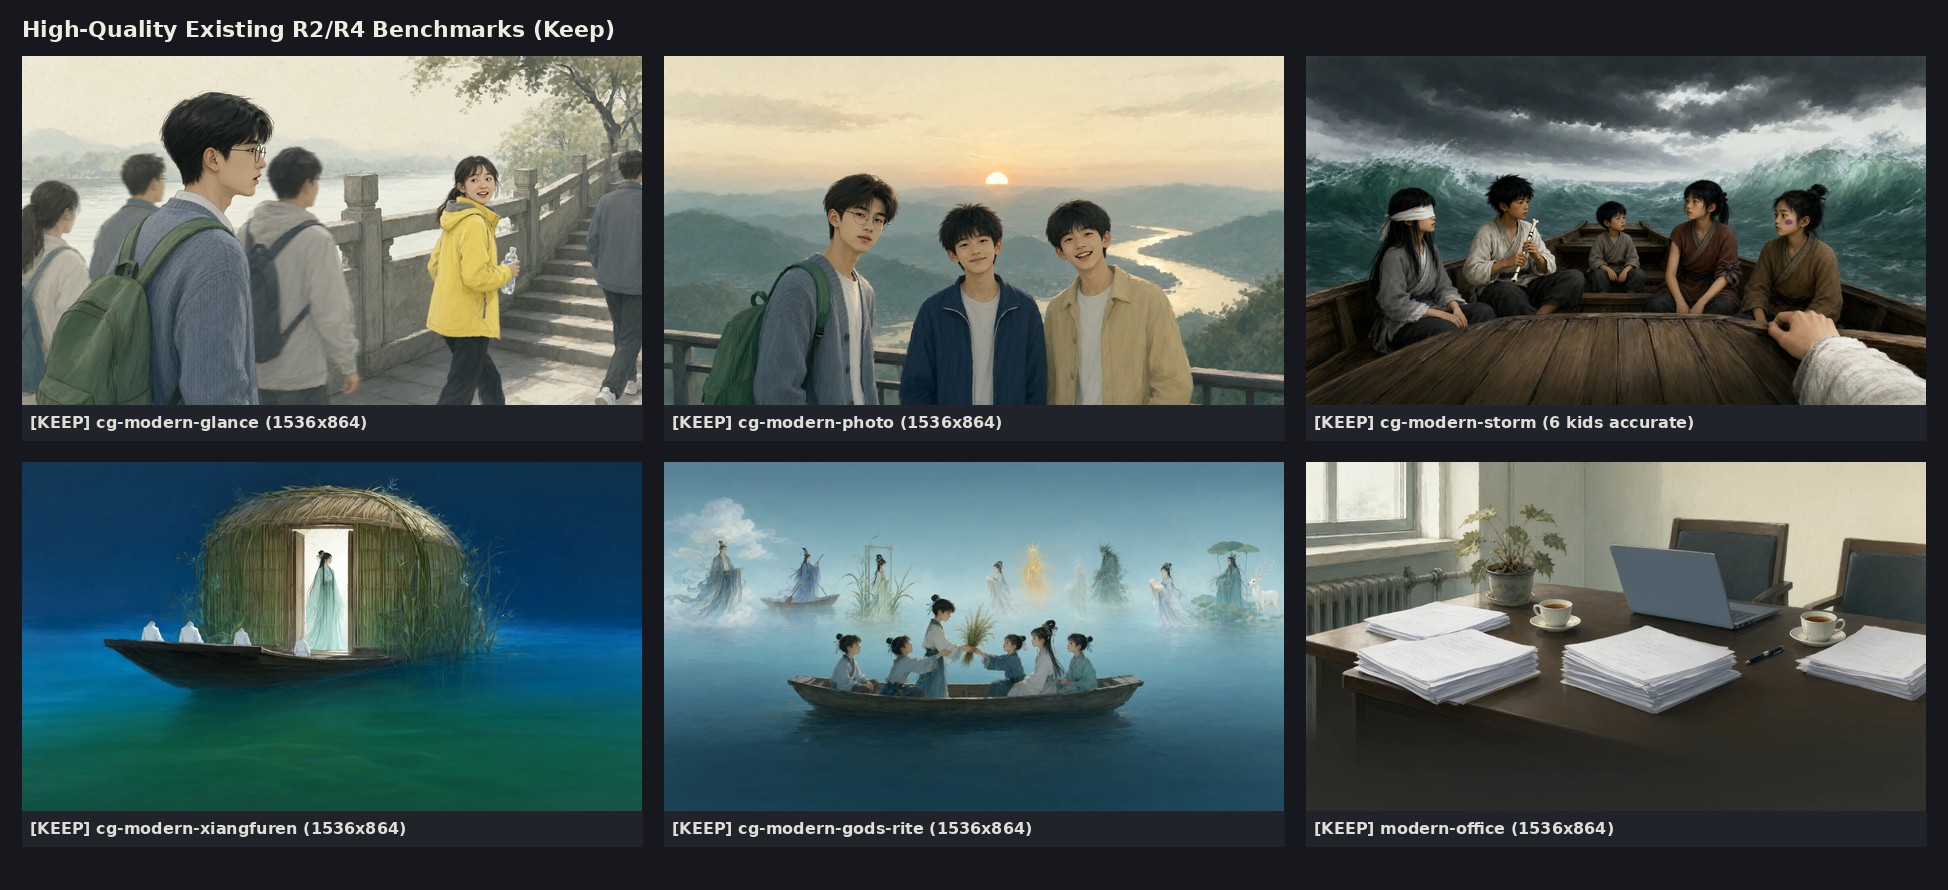 High-Quality Existing R2/R4 Benchmarks (Keep)
[KEEP] cg-modern-glance (1536x864)
[KEEP] cg-modern-photo (1536x864)
[KEEP] cg-modern-storm (6 kids accurate)
[KEEP] cg-modern-xiangfuren (1536x864)
[KEEP] cg-modern-gods-rite (1536x864)
[KEEP] modern-office (1536x864)